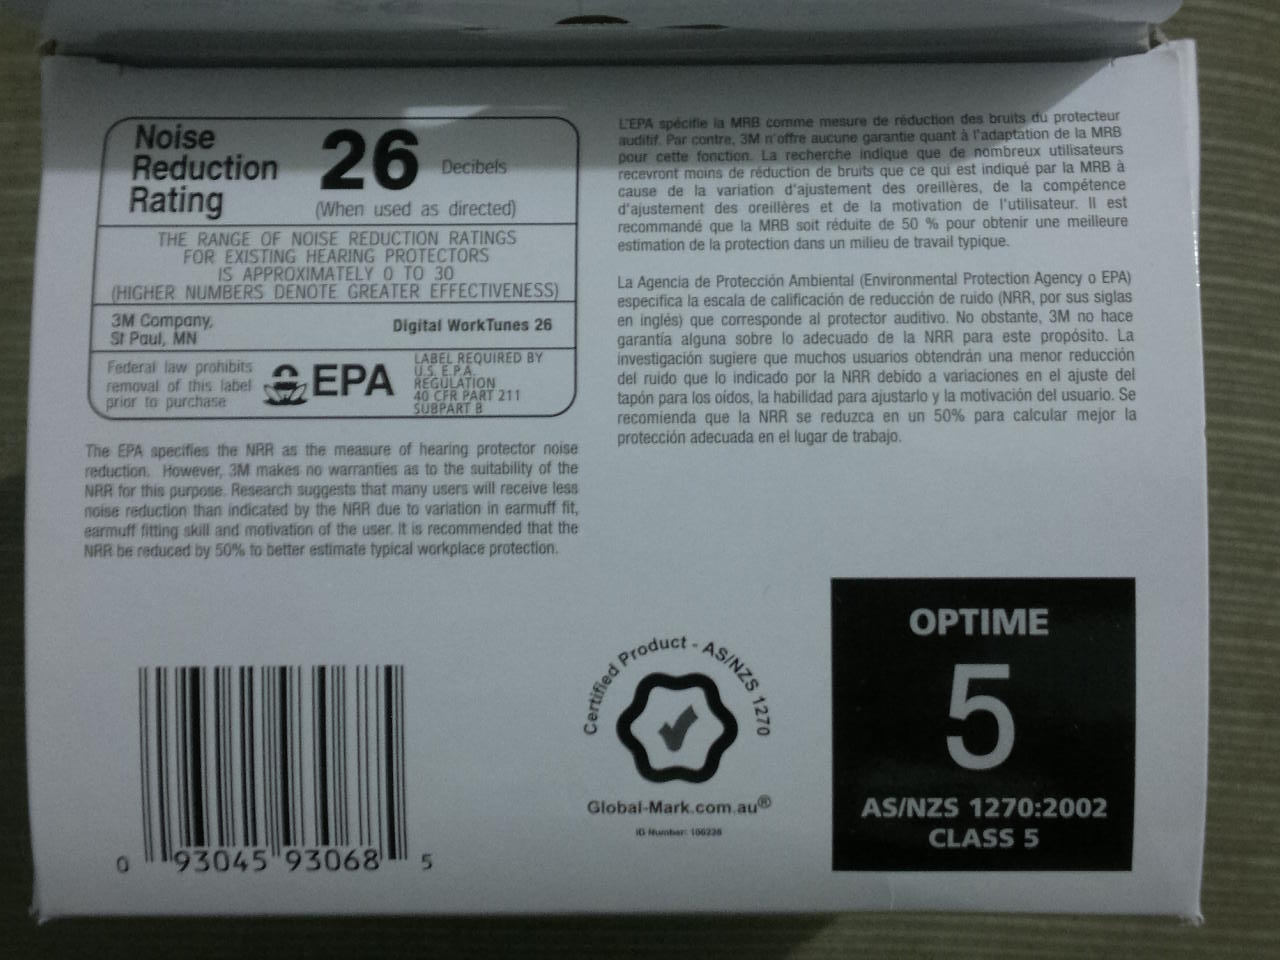 Noise
Reduction
Rating
26 Decibels
(When used as directed)
THE RANGE OF NOISE REDUCTION RATINGS
FOR EXISTING HEARING PROTECTORS
IS APPROXIMATELY 0 TO 30
(HIGHER NUMBERS DENOTE GREATER EFFECTIVENESS)
3M Company,
St Paul, MN
Digital WorkTunes 26
Federal law prohibits
removal of this label
prior to purchase
EPA
LABEL REQUIRED BY
U.S. E.P.A.
REGULATION
40 CFR PART 211
SUBPART B
The EPA specifies the NRR as the measure of hearing protector noise
reduction. However, 3M makes no warranties as to the suitability of the
NRR for this purpose. Research suggests that many users will receive less
noise reduction than indicated by the NRR due to variation in earmuff fit,
earmuff fitting skill and motivation of the user. It is recommended that the
NRR be reduced by 50% to better estimate typical workplace protection.
L'EPA spécifie la MRB comme mesure de réduction des bruits du protecteur
auditif. Par contre, 3M n'offre aucune garantie quant à l'adaptation de la MRB
pour cette fonction. La recherche indique que de nombreux utilisateurs
recevront moins de réduction de bruits que ce qui est indiqué par la MRB à
cause de la variation d'ajustement des oreillères, de la compétence
d'ajustement des oreillères et de la motivation de l'utilisateur. Il est
recommandé que la MRB soit réduite de 50 % pour obtenir une meilleure
estimation de la protection dans un milieu de travail typique.
La Agencia de Protección Ambiental (Environmental Protection Agency o EPA)
especifica la escala de calificación de reducción de ruido (NRR, por sus siglas
en inglés) que corresponde al protector auditivo. No obstante, 3M no hace
garantía alguna sobre lo adecuado de la NRR para este propósito. La
investigación sugiere que muchos usuarios obtendrán una menor reducción
del ruido que lo indicado por la NRR debido a variaciones en el ajuste del
tapón para los oídos, la habilidad para ajustarlo y la motivación del usuario. Se
recomienda que la NRR se reduzca en un 50% para calcular mejor la
protección adecuada en el lugar de trabajo.
0 93045 93068 5
Certified Product - AS/NZS 1270
Global-Mark.com.au®
ID Number: 100228
OPTIME
5
AS/NZS 1270:2002
CLASS 5